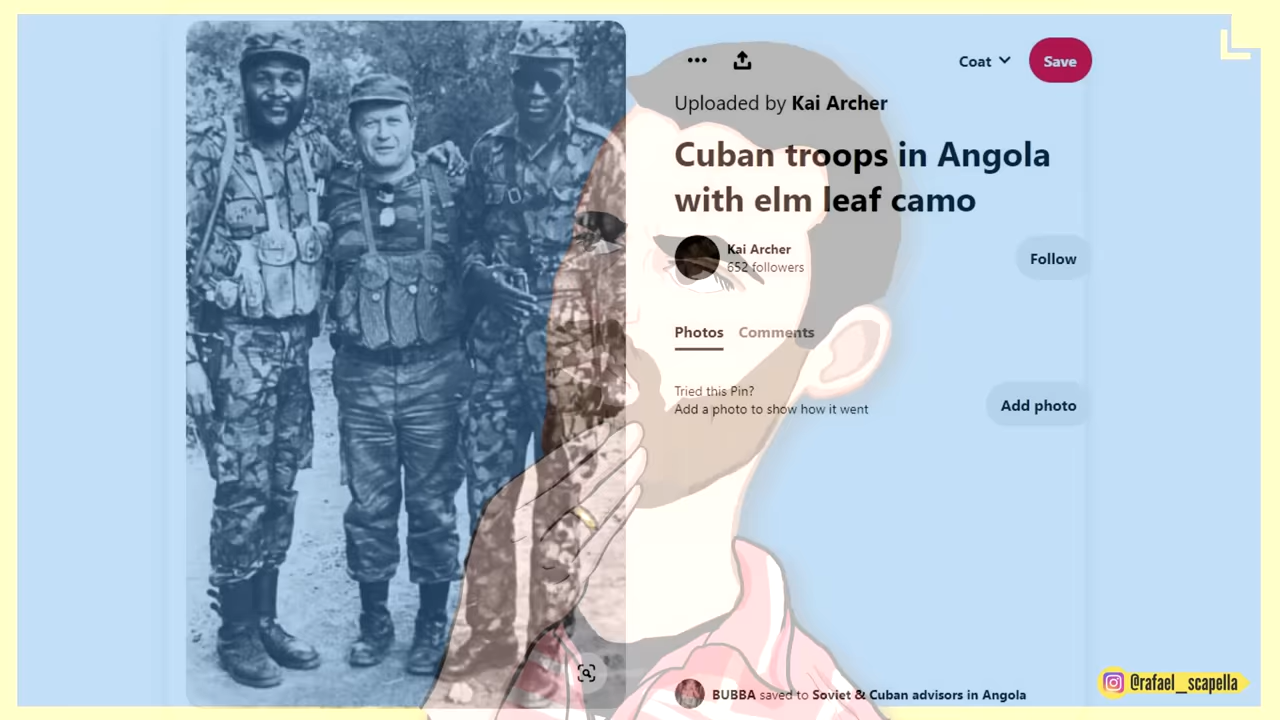 Coat
Save
Uploaded by Kai Archer
Cuban troops in Angola
with elm leaf camo
Kai Archer
652 followers
Follow
Photos Comments
Tried this Pin?
Add a photo to show how it went
Add photo
BUBBA saved to Soviet & Cuban advisors in Angola
@rafael_scapella